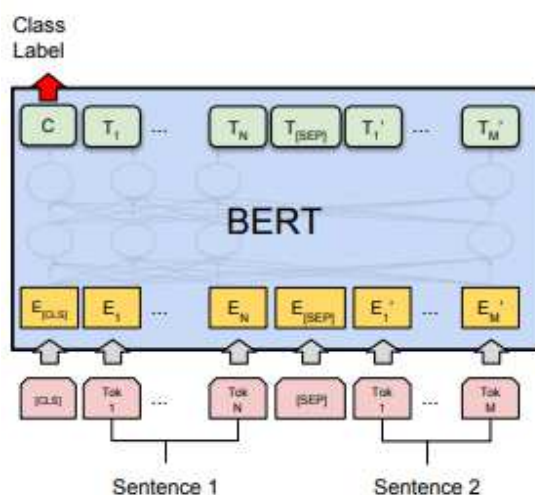 Class
Label
C T1 ... TN T[SEP] T1' ... TM'
BERT
E[CLS] E1 ... EN E[SEP] E1' ... EM'
[CLS] Tok 1 ... Tok N [SEP] Tok 1 ... Tok M
Sentence 1 Sentence 2